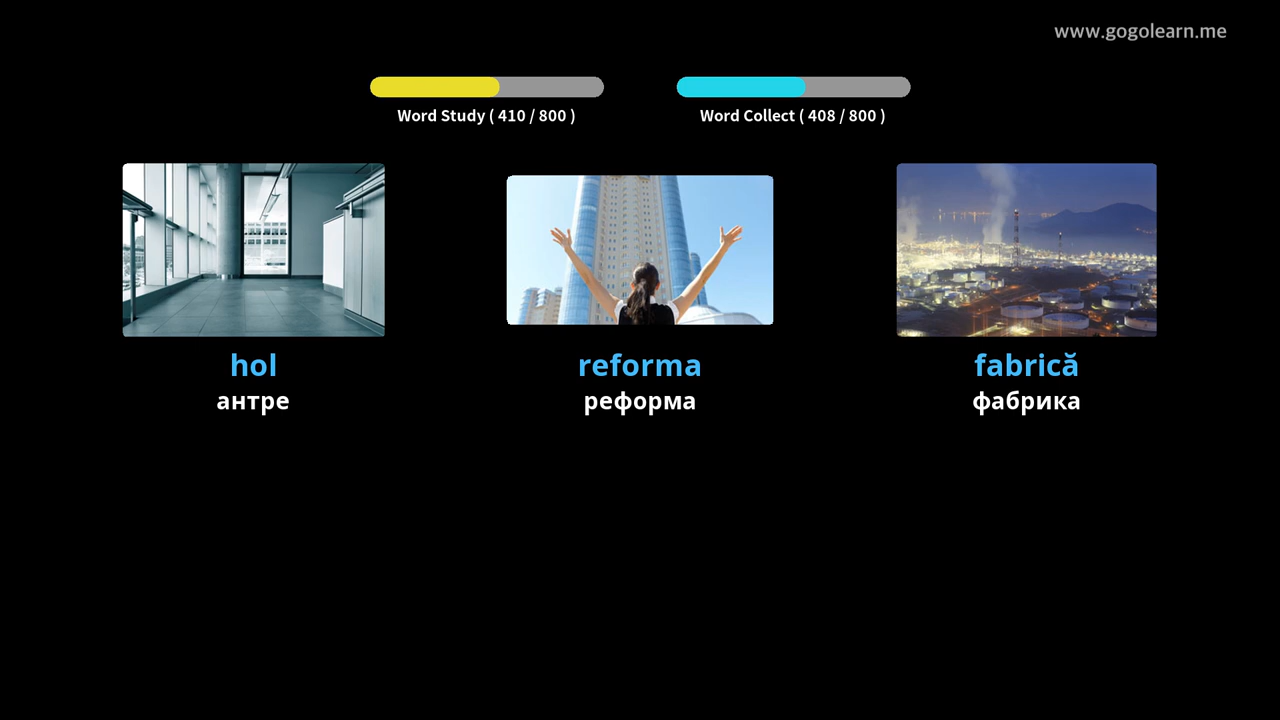 www.gogolearn.me
Word Study ( 410 / 800 )
Word Collect ( 408 / 800 )
hol
антре
reforma
реформа
fabrică
фабрика